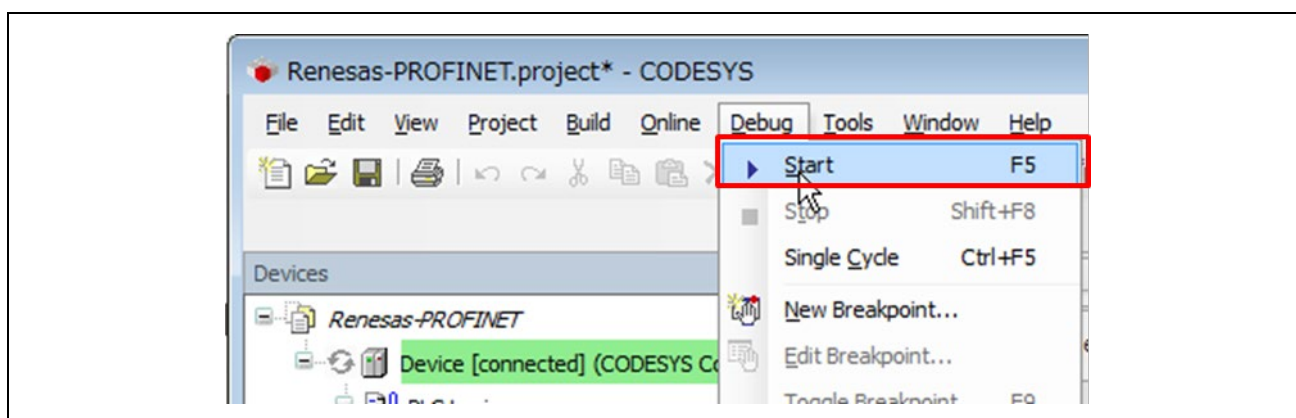 Renesas-PROFINET.project* - CODESYS
File Edit View Project Build Online Debug Tools Window Help
Start F5
Stop Shift+F8
Single Cycle Ctrl+F5
Devices
New Breakpoint...
Renesas-PROFINET
Edit Breakpoint...
Device [connected] (CODESYS
Toggle Breakpoint F9